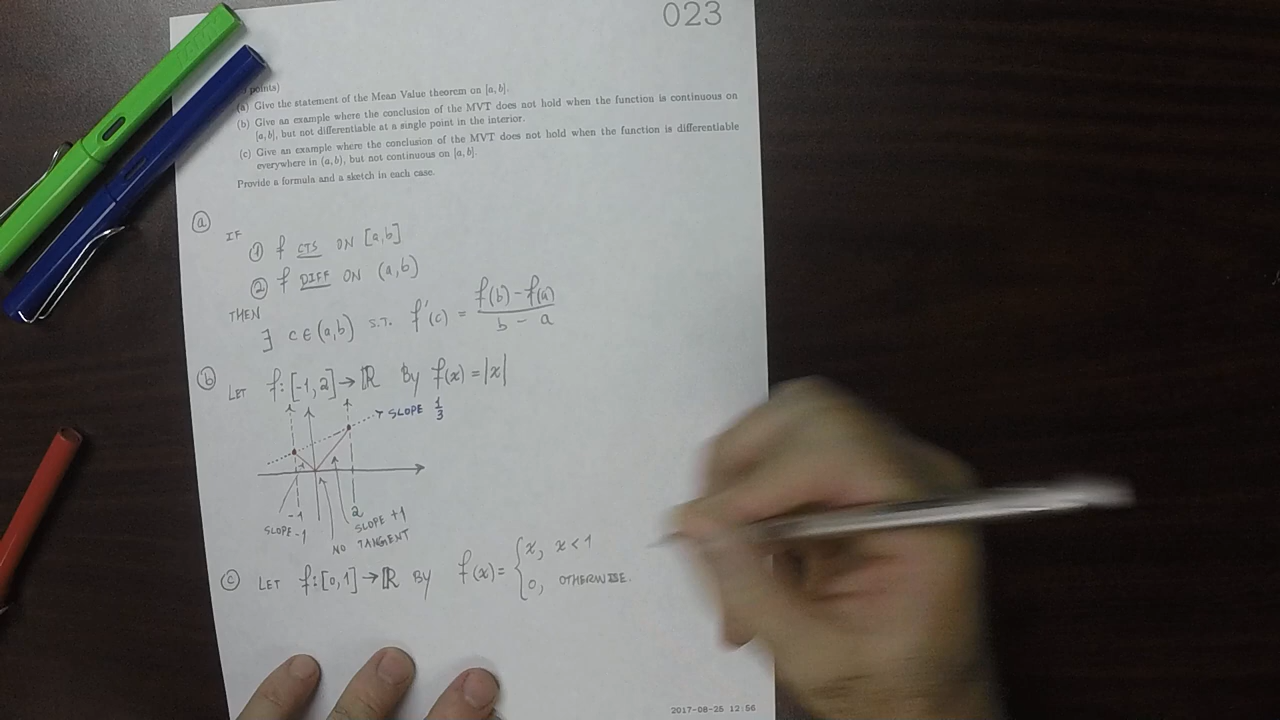 023
points)
(a) Give the statement of the Mean Value theorem on [a, b].
(b) Give an example where the conclusion of the MVT does not hold when the function is continuous on
[a, b], but not differentiable at a single point in the interior.
(c) Give an example where the conclusion of the MVT does not hold when the function is differentiable
everywhere in (a, b), but not continuous on [a, b].
Provide a formula and a sketch in each case.
ⓐ
IF
① f CTS ON [a,b]
② f DIFF ON (a,b)
THEN
∃ c∈(a,b) S.T. f'(c) = (f(b) - f(a))/(b - a)
ⓑ LET f: [-1,2] → ℝ BY f(x) = |x|
SLOPE 1/3
-1
2
SLOPE -1
SLOPE +1
NO TANGENT
ⓒ LET f: [0,1] → ℝ BY f(x) = { x, x < 1
0, OTHERWISE.
2017-08-25 12:56